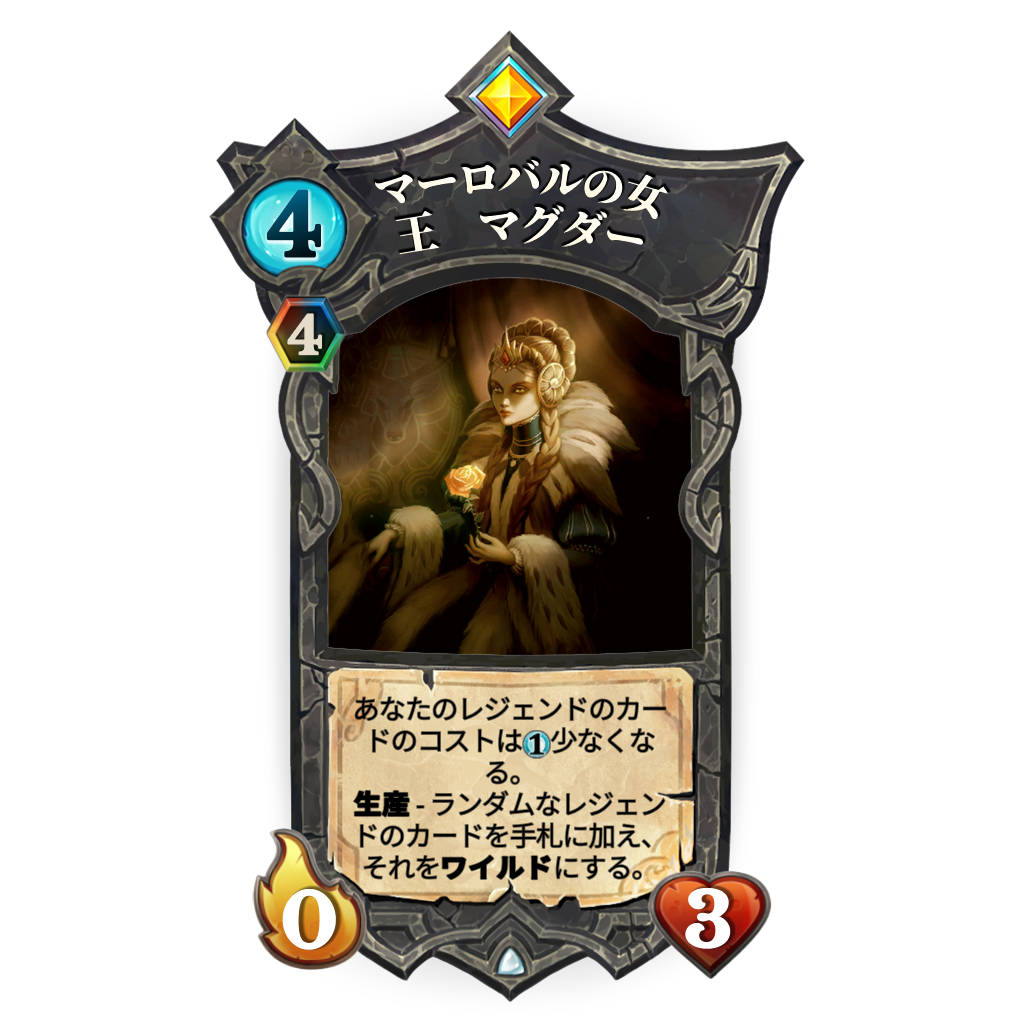 4
マーロバルの女
王　マグダー
4
あなたのレジェンドのカー
ドのコストは1少なくな
る。
生産 - ランダムなレジェン
ドのカードを手札に加え、
それをワイルドにする。
0
3